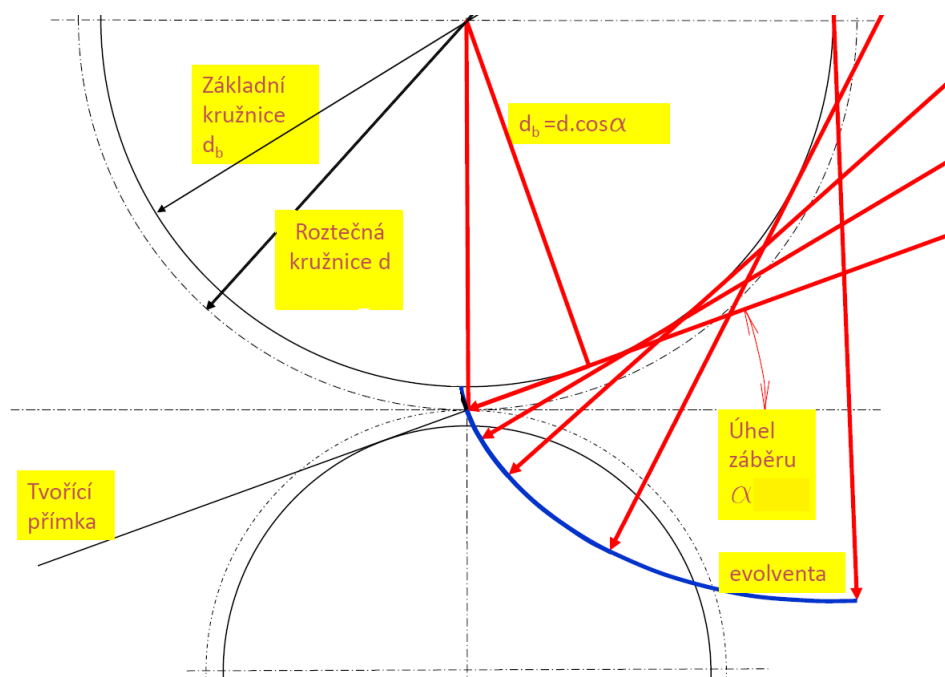 Základní
kružnice
db
db =d.cosα
Roztečná
kružnice d
Úhel
záběru
α
Tvořící
přímka
evolventa